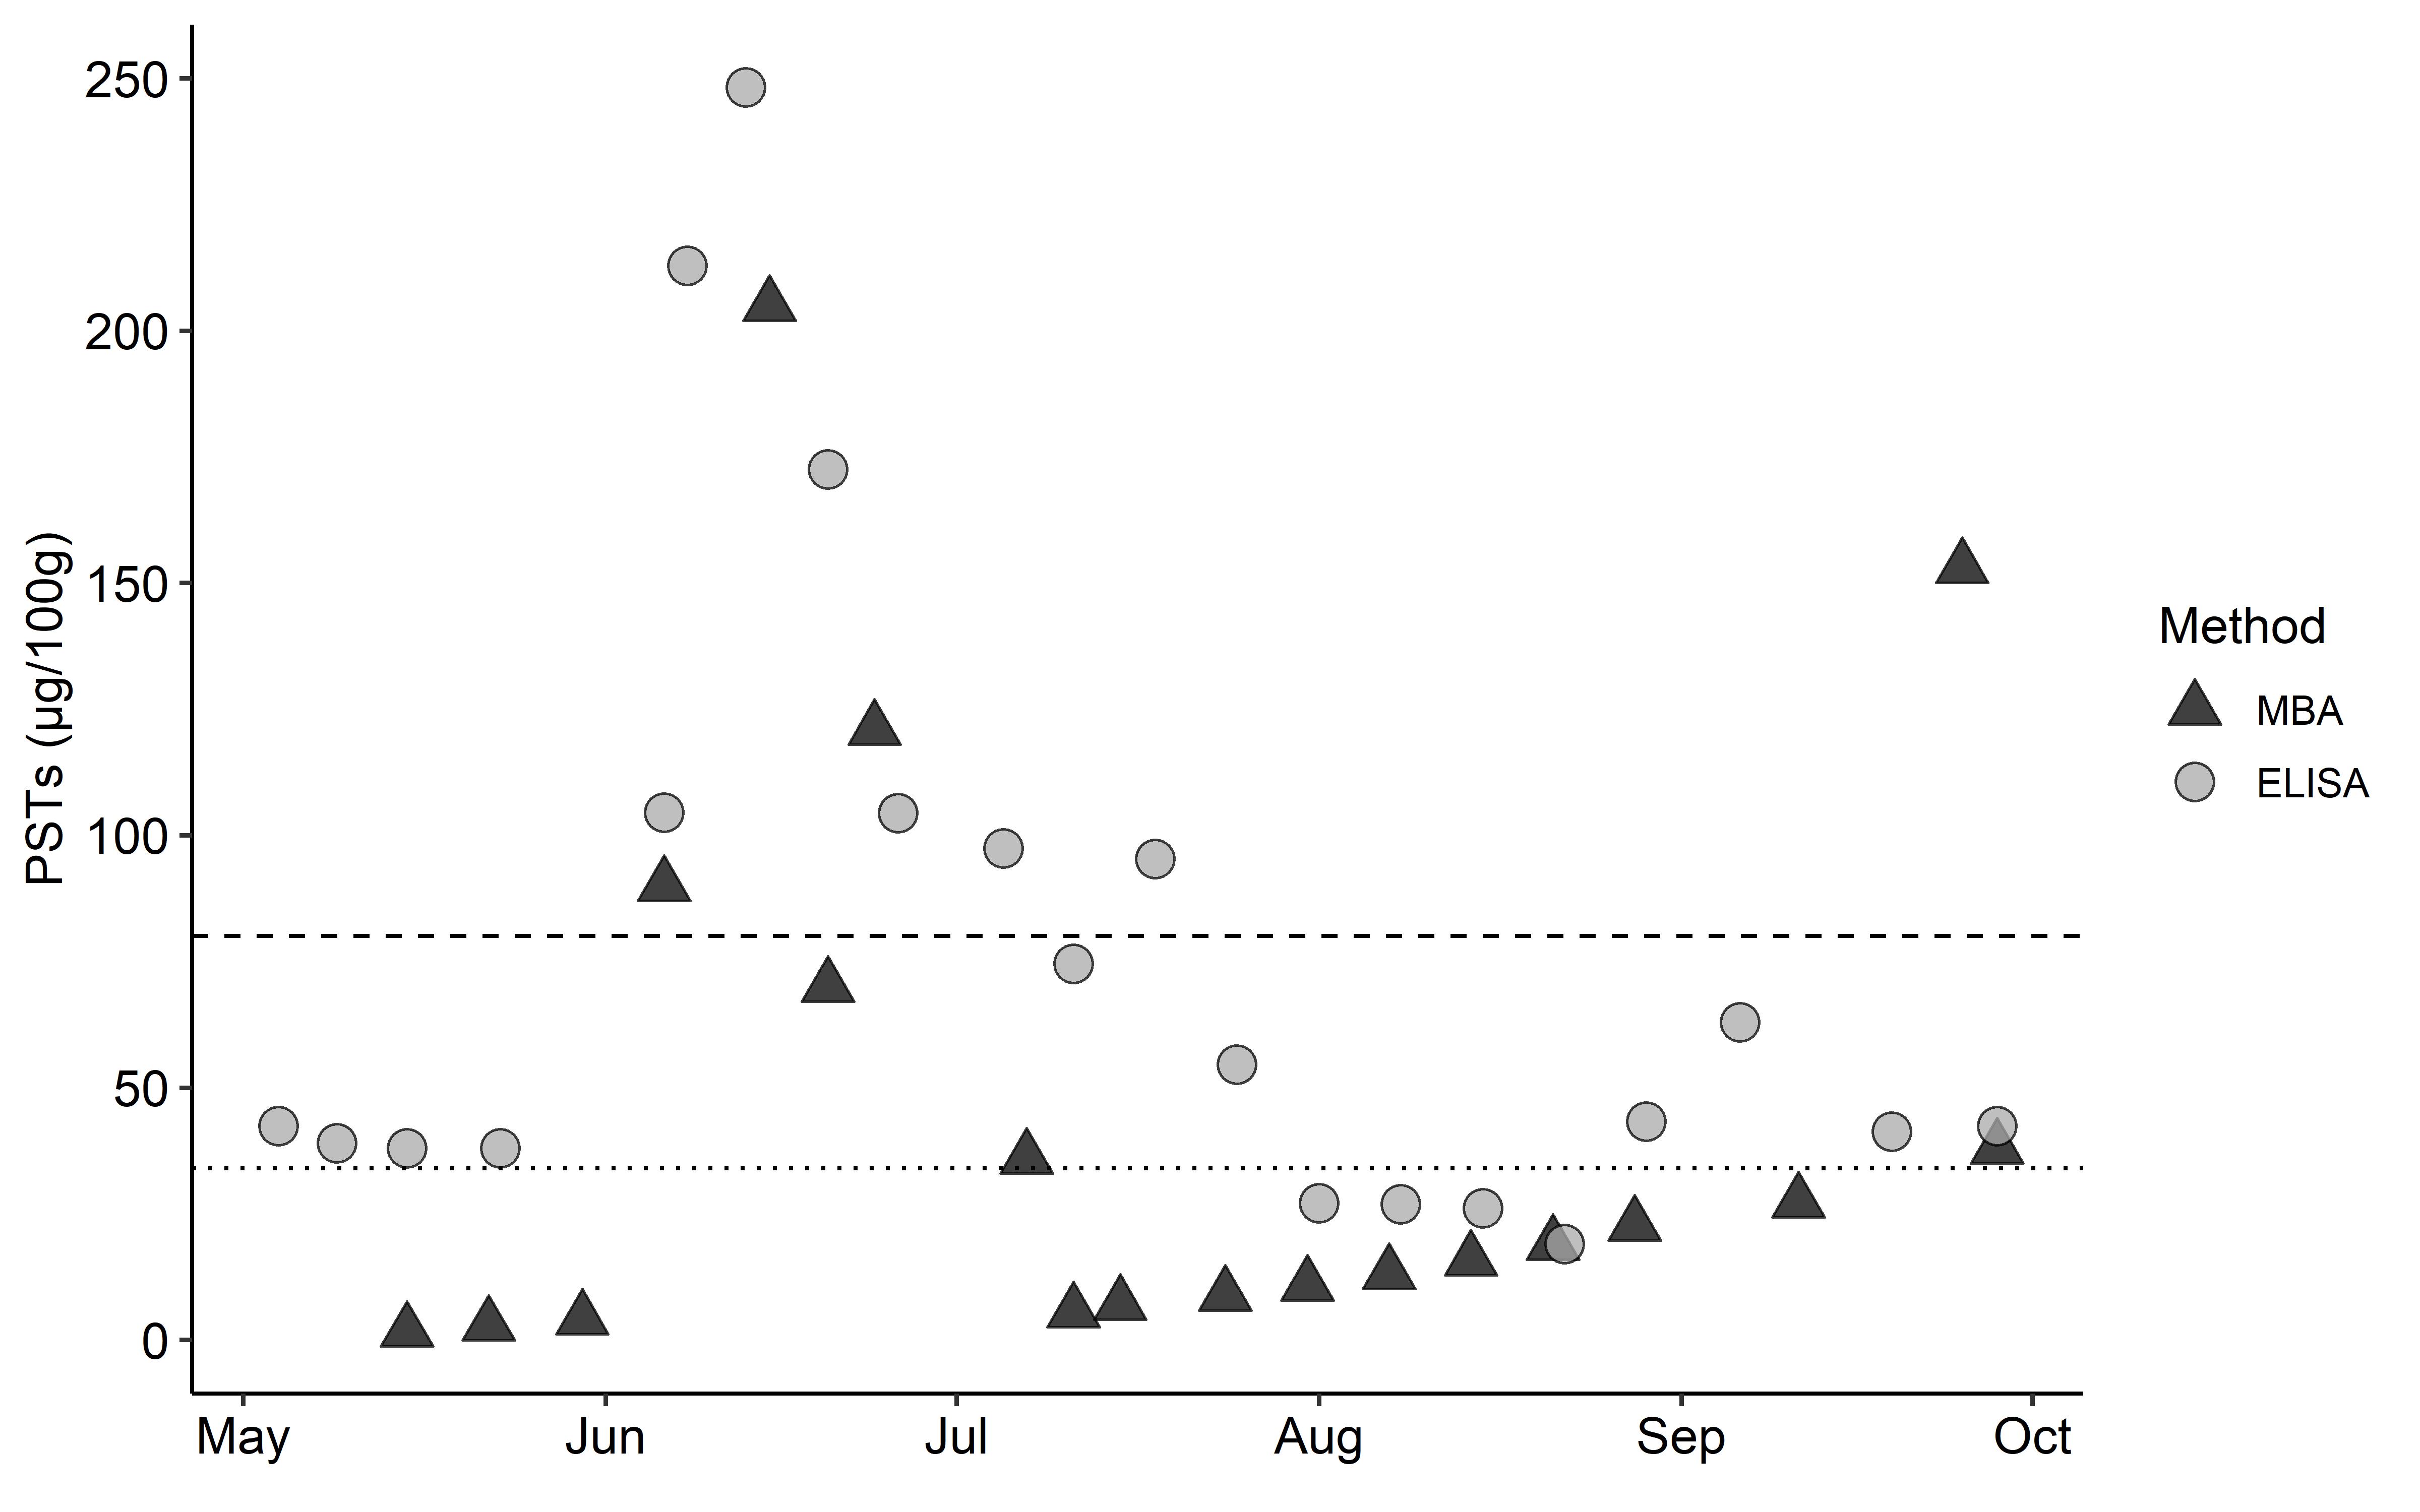 PSTs (µg/100g)
250
200
150
100
50
0
May Jun Jul Aug Sep Oct
Method
MBA
ELISA